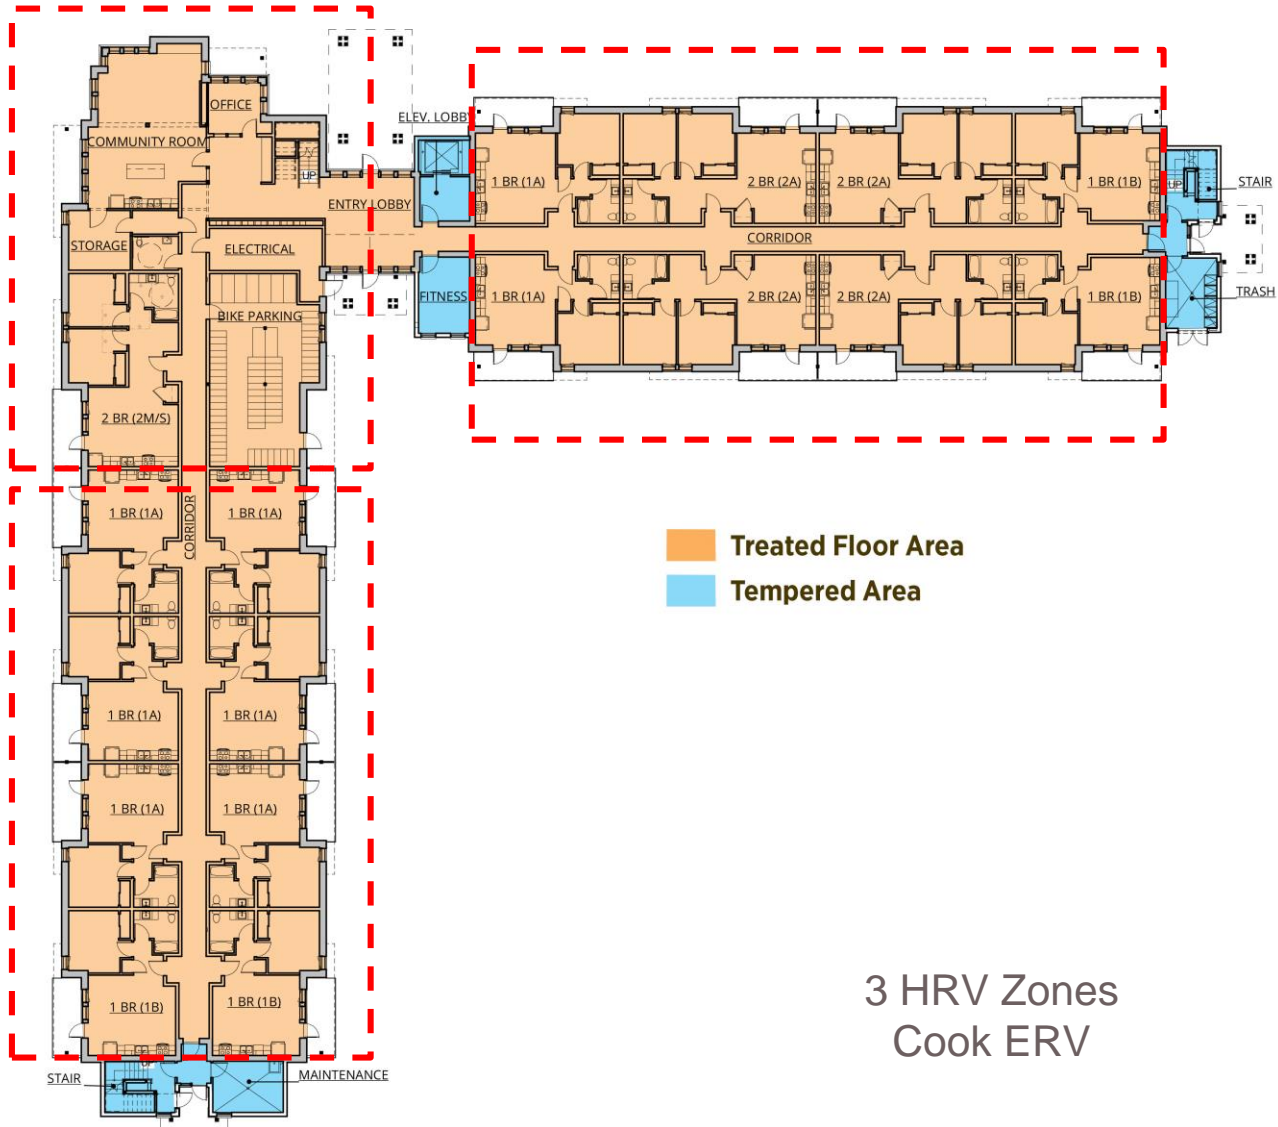 OFFICE
ELEV. LOBB
COMMUNITY ROOM
UP
1 BR (1A)
2 BR (2A)
2 BR (2A)
1 BR (1B)
UP
STAIR
ENTRY LOBBY
STORAGE
ELECTRICAL
CORRIDOR
FITNESS
1 BR (1A)
2 BR (2A)
2 BR (2A)
1 BR (1B)
TRASH
BIKE PARKING
2 BR (2M/S)
CORRIDOR
1 BR (1A)
1 BR (1A)
Treated Floor Area
Tempered Area
1 BR (1A)
1 BR (1A)
1 BR (1A)
1 BR (1A)
1 BR (1B)
1 BR (1B)
3 HRV Zones
Cook ERV
STAIR
MAINTENANCE